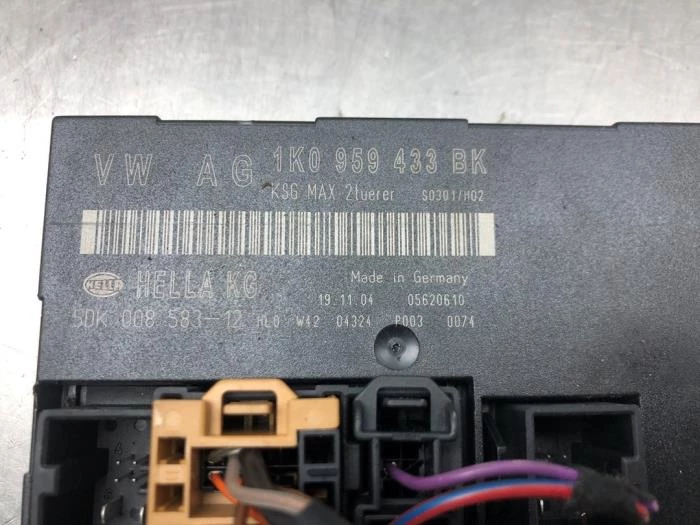 VW AG 1K0 959 433 BK
KSG MAX 2tuerer S0301/H02
HELLA HELLA KG Made in Germany
19.11.04 05620610
5DK 008 583-12 HL0 W42 04324 P003 0074